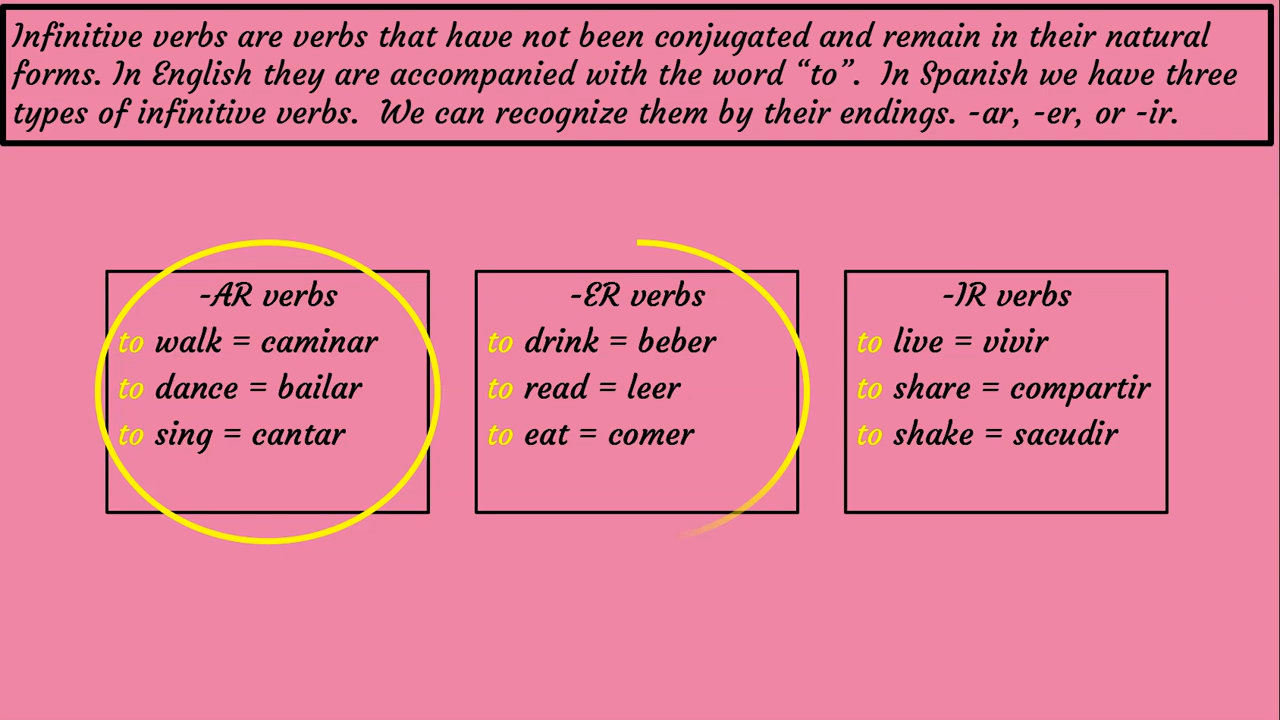 Infinitive verbs are verbs that have not been conjugated and remain in their natural
forms. In English they are accompanied with the word “to”.  In Spanish we have three
types of infinitive verbs.  We can recognize them by their endings. -ar, -er, or -ir.
-AR verbs
to walk = caminar
to dance = bailar
to sing = cantar
-ER verbs
to drink = beber
to read = leer
to eat = comer
-IR verbs
to live = vivir
to share = compartir
to shake = sacudir